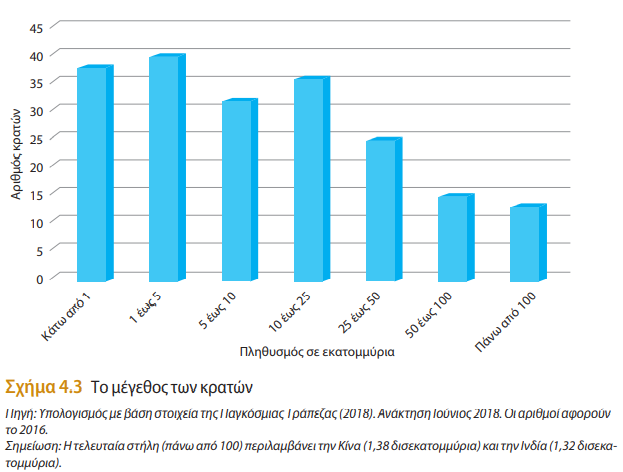 45
40
35
30
25
20
15
10
5
0
Αριθμός κρατών
Κάτω από 1
1 έως 5
5 έως 10
10 έως 25
25 έως 50
50 έως 100
Πάνω από 100
Πληθυσμός σε εκατομμύρια
Σχήμα 4.3 Το μέγεθος των κρατών
Πηγή: Υπολογισμός με βάση στοιχεία της Παγκόσμιας Τράπεζας (2018). Ανάκτηση Ιούνιος 2018. Οι αριθμοί αφορούν
το 2016.
Σημείωση: Η τελευταία στήλη (πάνω από 100) περιλαμβάνει την Κίνα (1,38 δισεκατομμύρια) και την Ινδία (1,32 δισεκα-
τομμύρια).